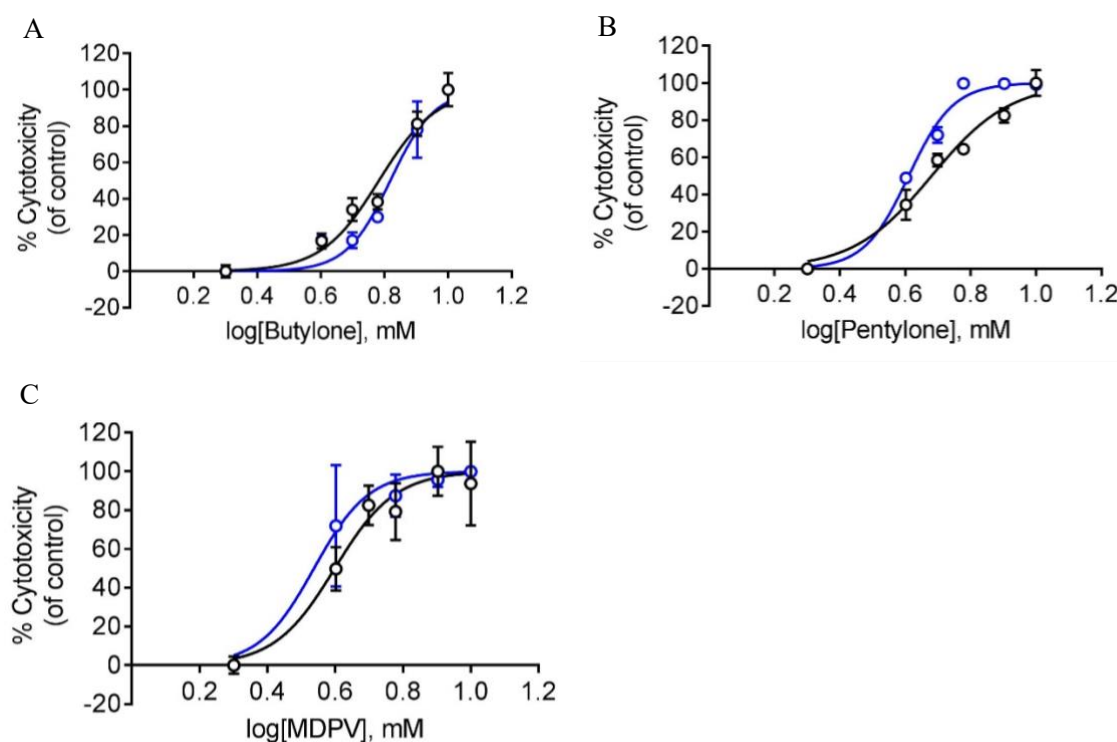 A
120
100
80
60
40
20
0
-20
% Cytotoxicity
(of control)
0.2 0.4 0.6 0.8 1.0 1.2
log[Butylone], mM
B
120
100
80
60
40
20
0
-20
% Cytotoxicity
(of control)
0.2 0.4 0.6 0.8 1.0 1.2
log[Pentylone], mM
C
120
100
80
60
40
20
0
-20
% Cytotoxicity
(of control)
0.2 0.4 0.6 0.8 1.0 1.2
log[MDPV], mM